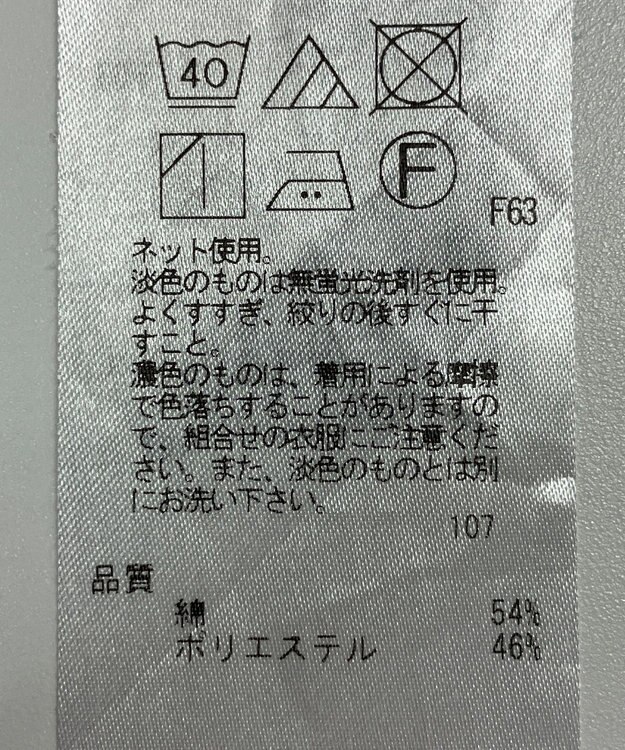 40
F
F63
ネット使用。
淡色のものは無蛍光洗剤を使用。
よくすすぎ、絞りの後すぐに干
すこと。
濃色のものは、着用による摩擦
で色落ちすることがありますの
で、組合せの衣服にご注意くだ
さい。また、淡色のものとは別
にお洗い下さい。
107
品質
綿 54%
ポリエステル 46%